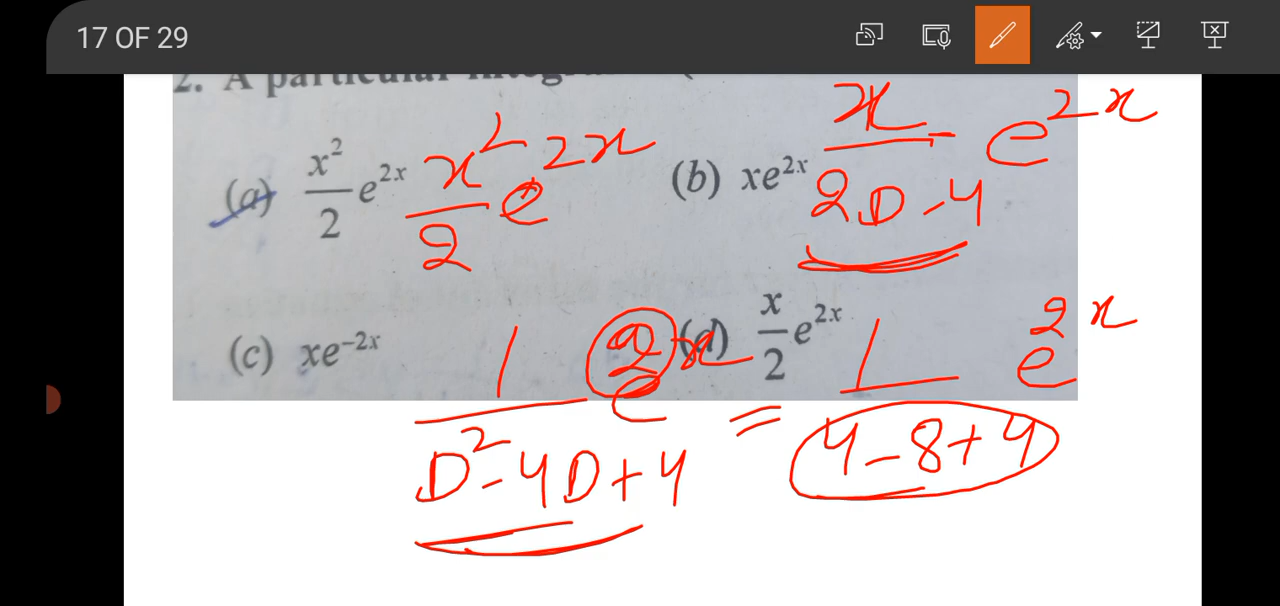 17 OF 29
2. A particular integral
(a) x²/2 e^{2x} x²/2 e^{2x} (b) xe^{2x} x/(2D-4) e^{2x}
(c) xe^{-2x} (d) x/2 e^{2x}
1/(D²-4D+4) e^{2x} = 1/(4-8+4) e^{2x}